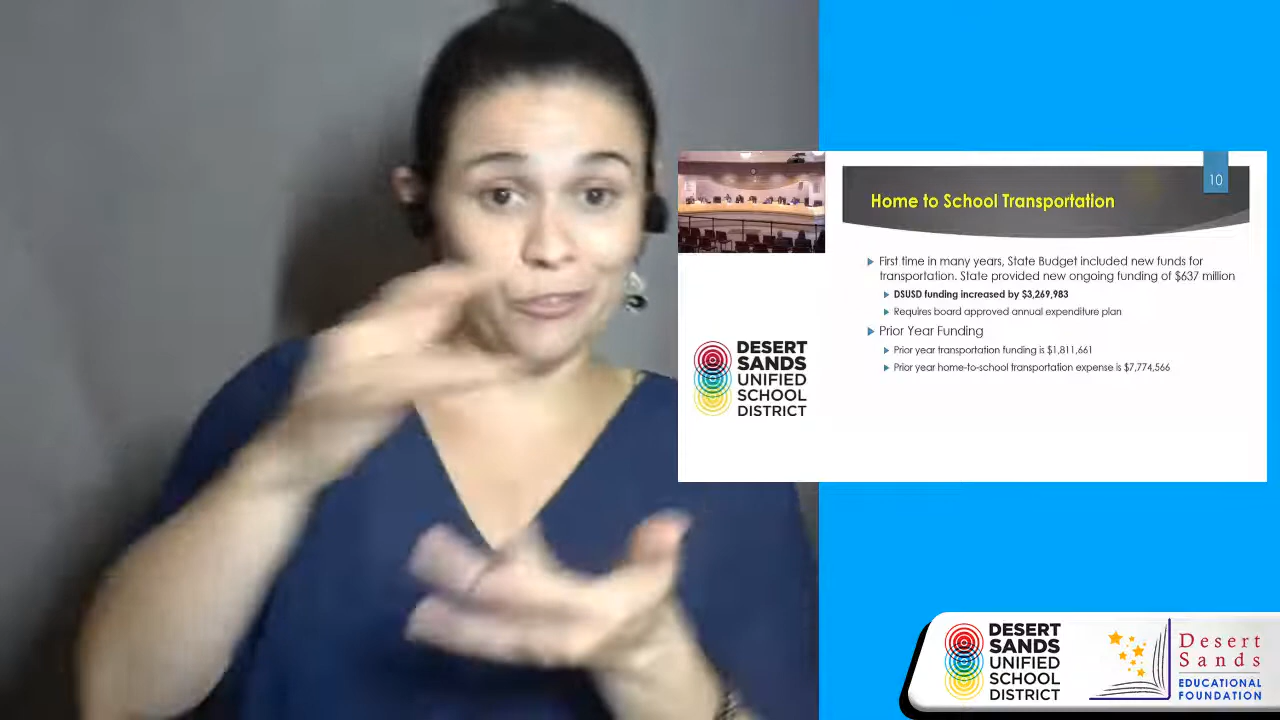 10
Home to School Transportation
First time in many years, State Budget included new funds for
transportation. State provided new ongoing funding of $637 million
DSUSD funding increased by $3,269,983
Requires board approved annual expenditure plan
Prior Year Funding
Prior year transportation funding is $1,811,661
Prior year home-to-school transportation expense is $7,774,566
DESERT
SANDS
UNIFIED
SCHOOL
DISTRICT
DESERT
SANDS
UNIFIED
SCHOOL
DISTRICT
Desert
Sands
EDUCATIONAL
FOUNDATION